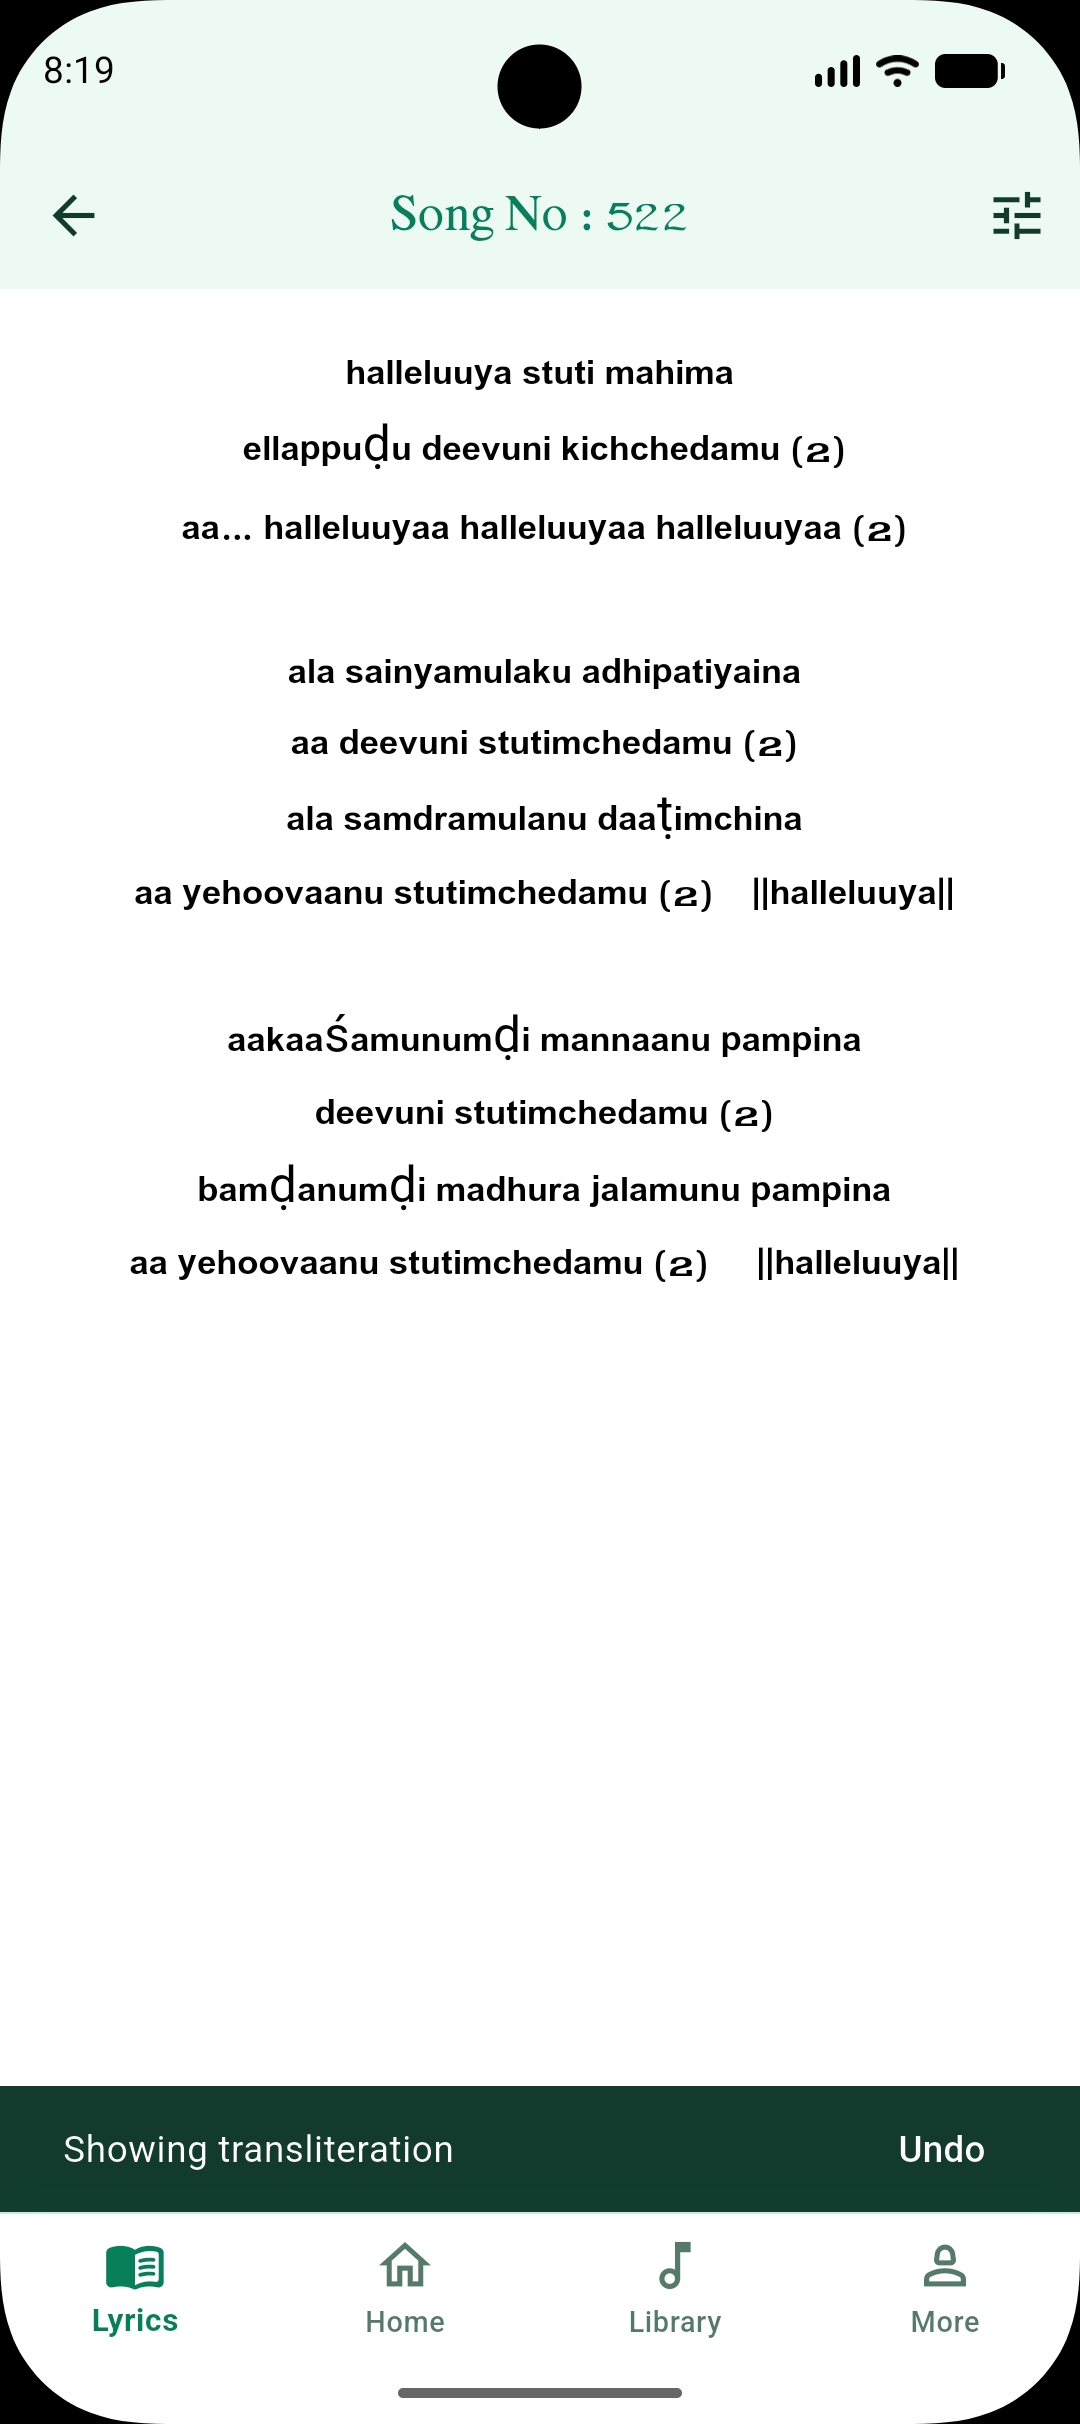 8:19
Song No : 522
halleluuya stuti mahima
ellappuḍu deevuni kichchedamu (2)
aa... halleluuyaa halleluuyaa halleluuyaa (2)
ala sainyamulaku adhipatiyaina
aa deevuni stutimchedamu (2)
ala samdramulanu daaṭimchina
aa yehoovaanu stutimchedamu (2) ||halleluuya||
aakaaśamunumḍi mannaanu pampina
deevuni stutimchedamu (2)
bamḍanumḍi madhura jalamunu pampina
aa yehoovaanu stutimchedamu (2) ||halleluuya||
Showing transliteration Undo
Lyrics Home Library More